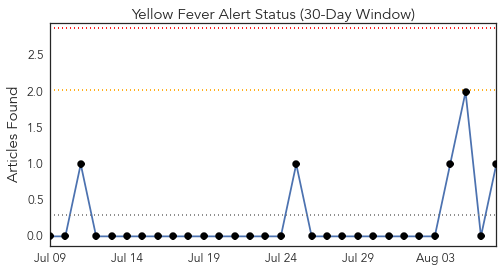 Yellow Fever Alert Status (30-Day Window)
Articles Found
2.5
2.0
1.5
1.0
0.5
0.0
Jul 09 Jul 14 Jul 19 Jul 24 Jul 29 Aug 03